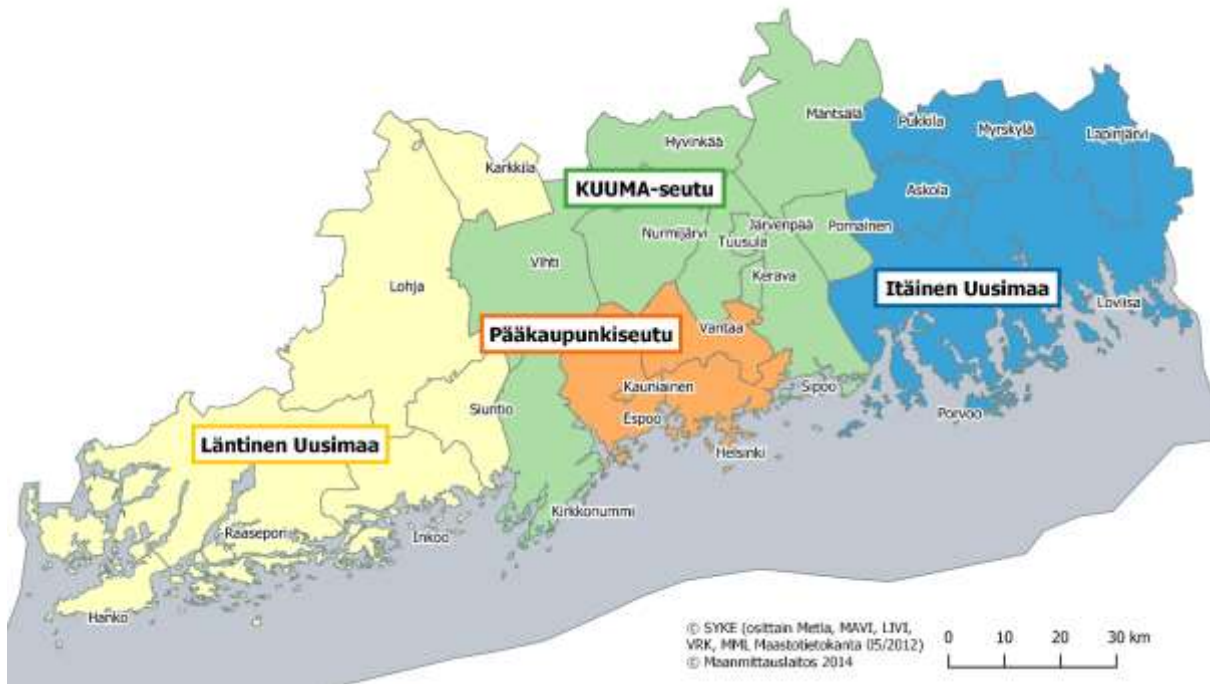 Mäntsälä
Pukkila
Myrskylä
Lapinjärvi
Hyvinkää
Karkkila
KUUMA-seutu
Askola
Järvenpää
Pornainen
Nurmijärvi
Tuusula
Vihti
Kerava
Lohja
Itäinen Uusimaa
Loviisa
Pääkaupunkiseutu
Vantaa
Kauniainen
Sipoo
Siuntio
Espoo
Porvoo
Läntinen Uusimaa
Helsinki
Kirkkonummi
Raasepori
Inkoo
Hanko
© SYKE (osittain Metla, MAVI, LIVI,
VRK, MML Maastotietokanta 05/2012)
© Maanmittauslaitos 2014
0 10 20 30 km